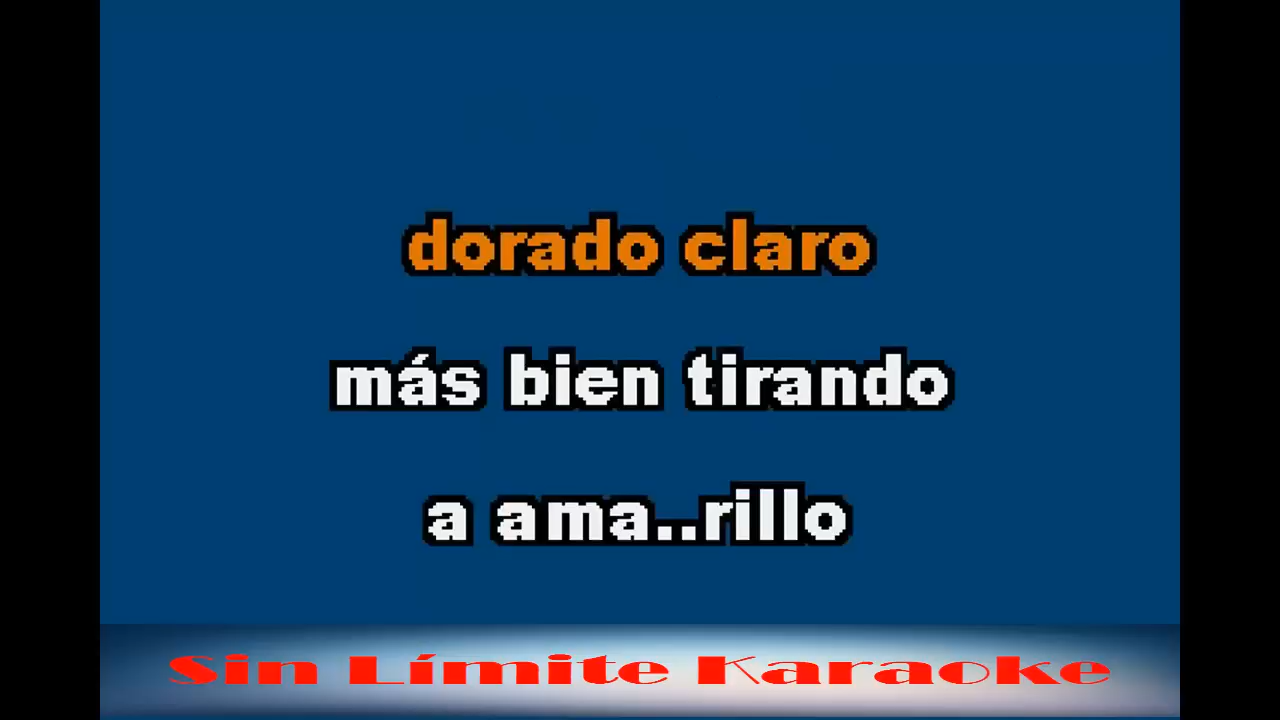 dorado claro
más bien tirando
a ama..rillo
Sin Límite Karaoke